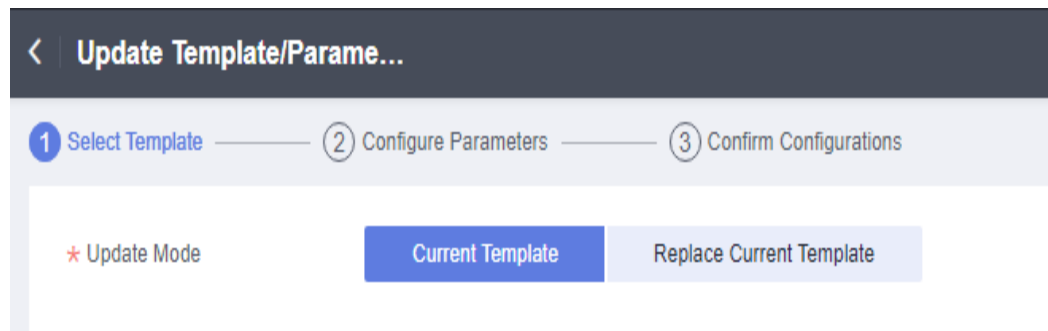 < Update Template/Parame...
1 Select Template 2 Configure Parameters 3 Confirm Configurations
* Update Mode Current Template Replace Current Template